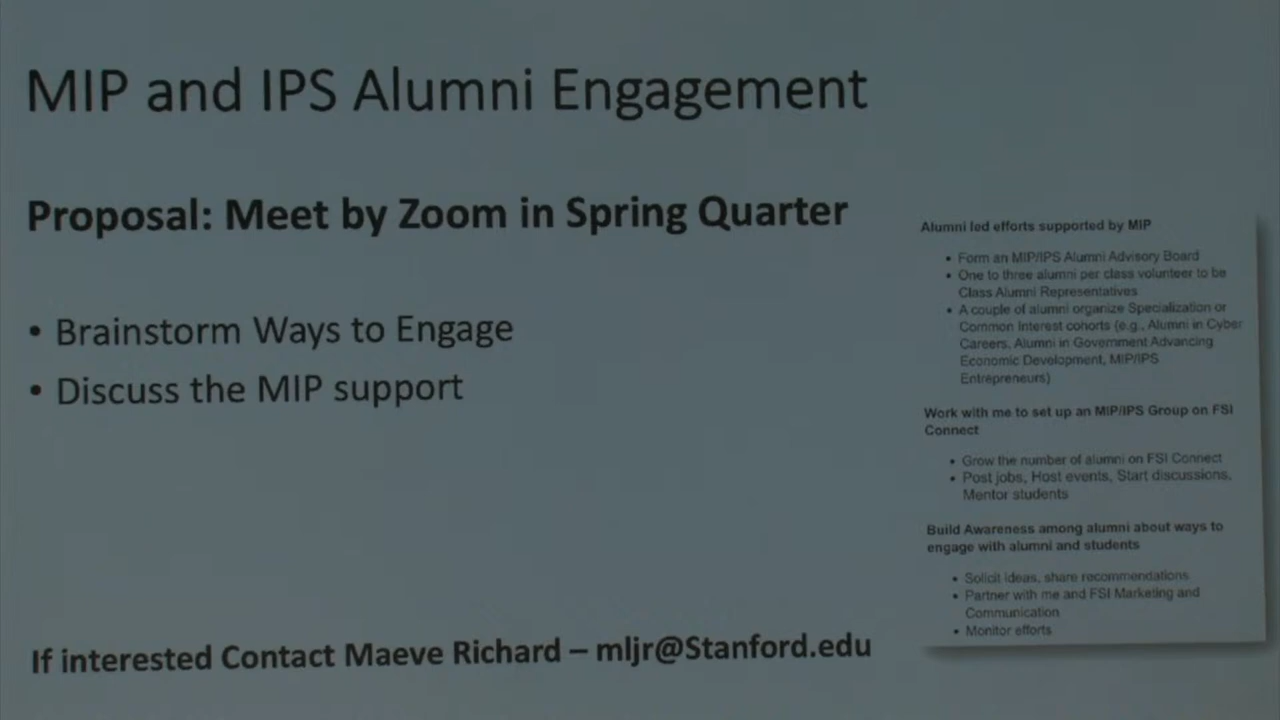 MIP and IPS Alumni Engagement
Proposal: Meet by Zoom in Spring Quarter
• Brainstorm Ways to Engage
• Discuss the MIP support
If interested Contact Maeve Richard – mljr@Stanford.edu
Alumni led efforts supported by MIP
• Form an MIP/IPS Alumni Advisory Board
• One to three alumni per class volunteer to be
Class Alumni Representatives
• A couple of alumni organize Specialization or
Common Interest cohorts (e.g., Alumni in Cyber
Careers, Alumni in Government Advancing
Economic Development, MIP/IPS
Entrepreneurs)
Work with me to set up an MIP/IPS Group on FSI
Connect
• Grow the number of alumni on FSI Connect
• Post jobs, Host events, Start discussions,
Mentor students
Build Awareness among alumni about ways to
engage with alumni and students
• Solicit ideas, share recommendations
• Partner with me and FSI Marketing and
Communication
• Monitor efforts